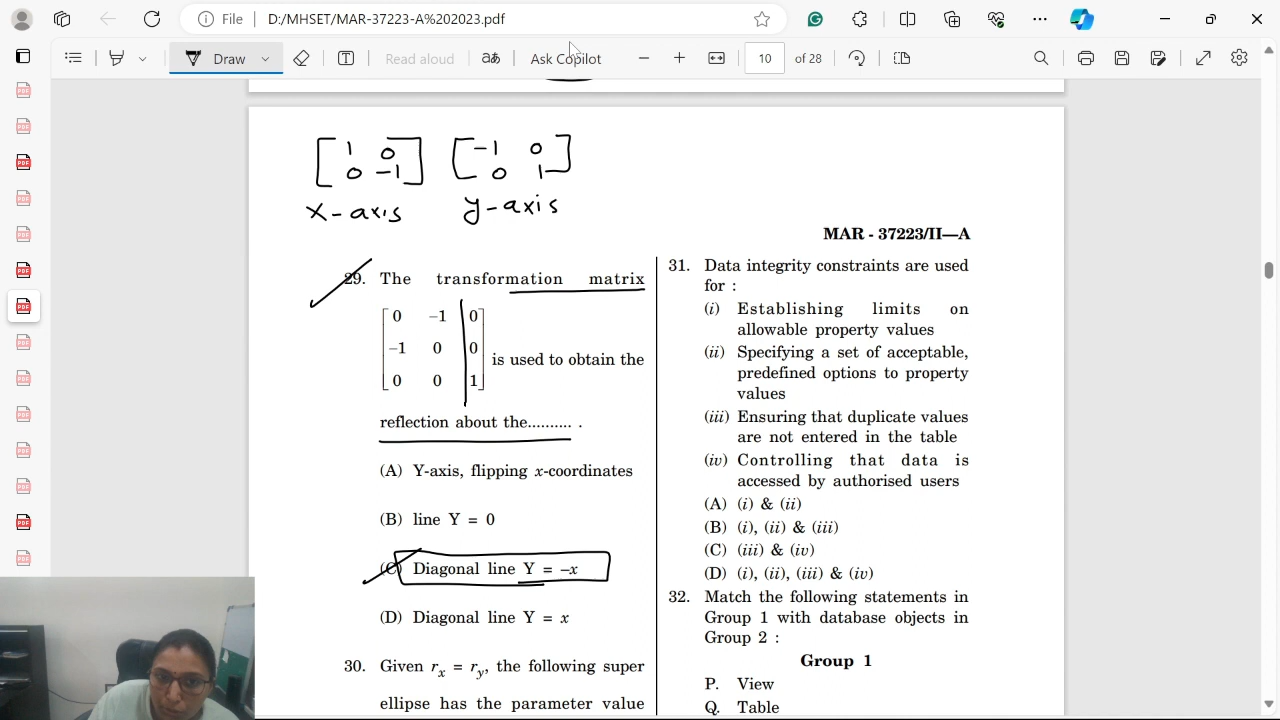 File D:/MHSET/MAR-37223-A%202023.pdf
Draw Read aloud aあ Ask Copilot 10 of 28
[1 0 0 -1] [-1 0 0 1]
x-axis y-axis
MAR - 37223/II—A
29. The transformation matrix
0 -1 0
-1 0 0
is used to obtain the
0 0 1
reflection about the.......... .
(A) Y-axis, flipping x-coordinates
(B) line Y = 0
(C) Diagonal line Y = -x
(D) Diagonal line Y = x
30. Given rx = ry, the following super
ellipse has the parameter value
31. Data integrity constraints are used
for :
(i) Establishing limits on
allowable property values
(ii) Specifying a set of acceptable,
predefined options to property
values
(iii) Ensuring that duplicate values
are not entered in the table
(iv) Controlling that data is
accessed by authorised users
(A) (i) & (ii)
(B) (i), (ii) & (iii)
(C) (iii) & (iv)
(D) (i), (ii), (iii) & (iv)
32. Match the following statements in
Group 1 with database objects in
Group 2 :
Group 1
P. View
Q. Table